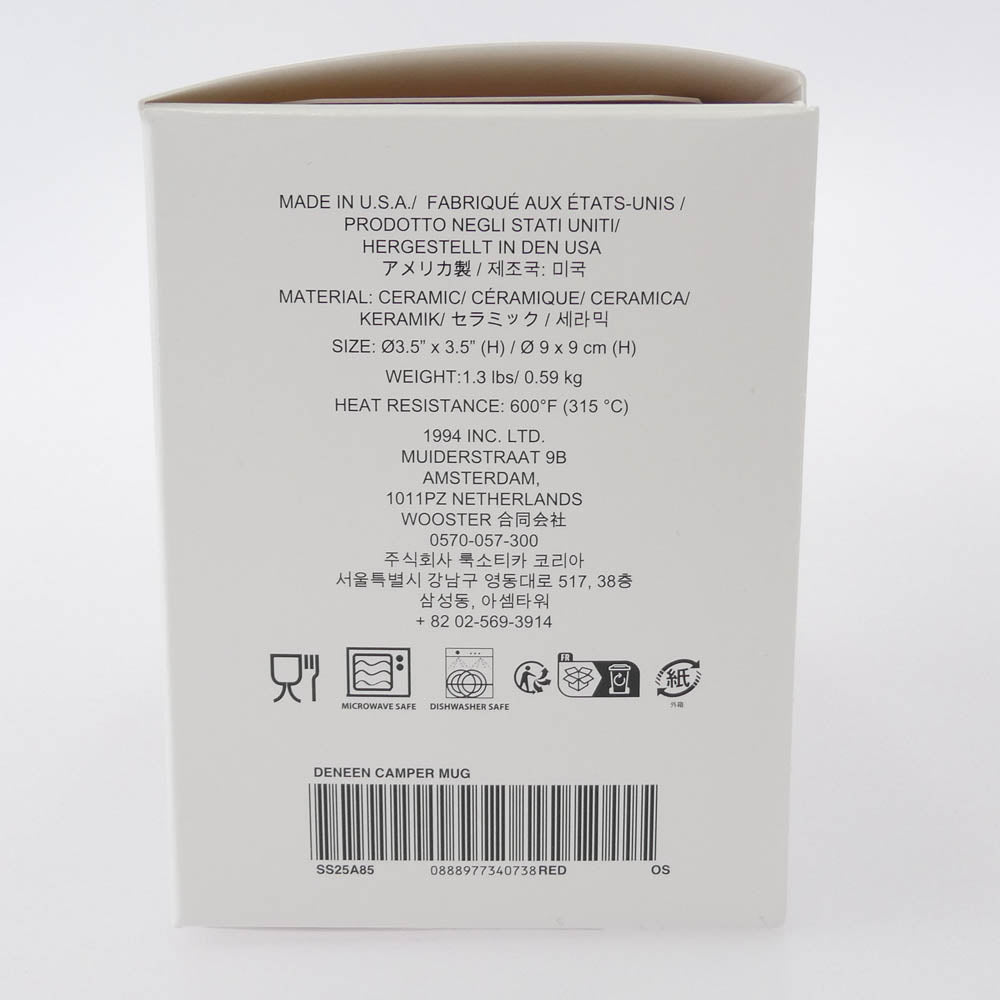 MADE IN U.S.A./ FABRIQUÉ AUX ÉTATS-UNIS /
PRODOTTO NEGLI STATI UNITI/
HERGESTELLT IN DEN USA
アメリカ製 / 제조국: 미국
MATERIAL: CERAMIC/ CÉRAMIQUE/ CERAMICA/
KERAMIK/ セラミック / 세라믹
SIZE: Ø3.5” x 3.5” (H) / Ø 9 x 9 cm (H)
WEIGHT:1.3 lbs/ 0.59 kg
HEAT RESISTANCE: 600°F (315 °C)
1994 INC. LTD.
MUIDERSTRAAT 9B
AMSTERDAM,
1011PZ NETHERLANDS
WOOSTER 合同会社
0570-057-300
주식회사 룩소티카 코리아
서울특별시 강남구 영동대로 517, 38층
삼성동, 아셈타워
+ 82 02-569-3914
FR
紙
MICROWAVE SAFE DISHWASHER SAFE 外箱
DENEEN CAMPER MUG
SS25A85 0888977340738 RED OS